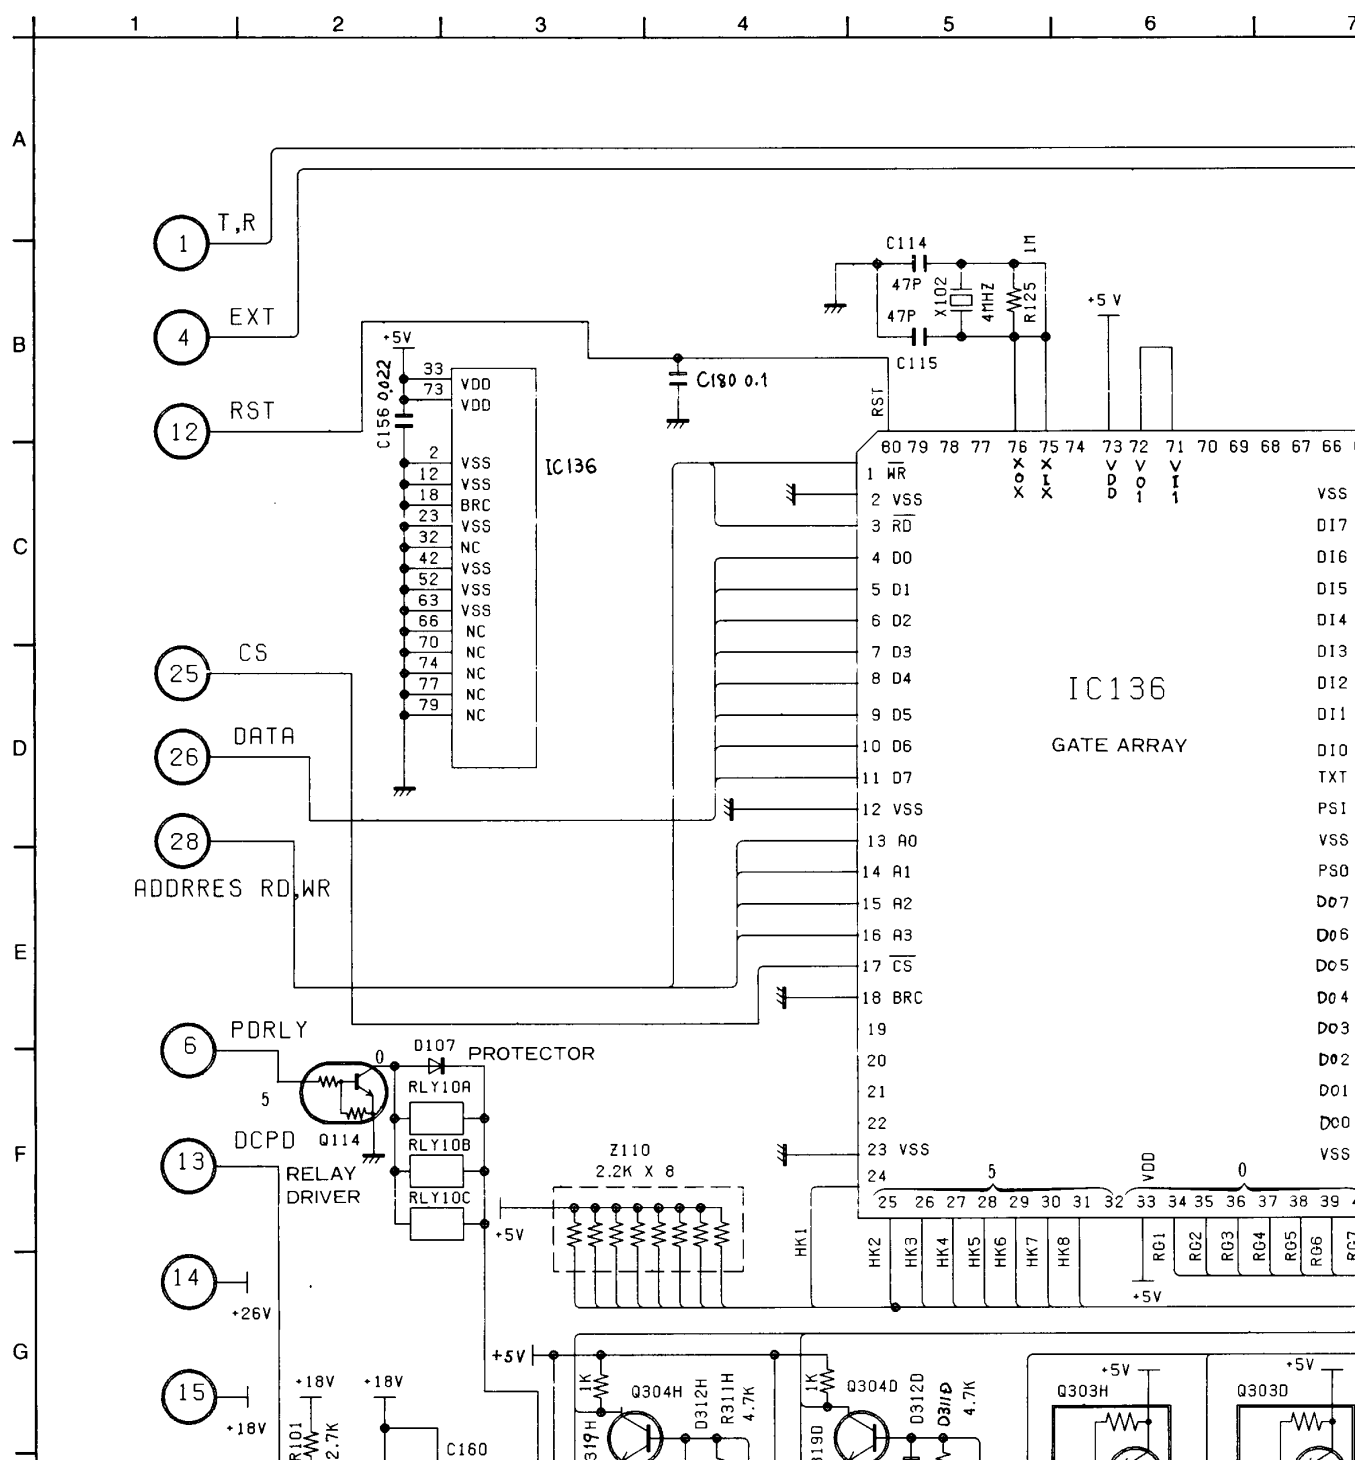 1 2 3 4 5 6 7
A
T,R
1
EXT
4
RST
12
B
+5V
C156 0.022
33 VDD
73 VDD
2 VSS
12 VSS
18 BRC
23 VSS
32 NC
42 VSS
52 VSS
63 VSS
66 NC
70 NC
74 NC
77 NC
79 NC
IC136
C180 0.1
C114
47P
47P
C115
X102
4MHZ
R125
1M
+5V
RST
80 79 78 77 76 75 74 73 72 71 70 69 68 67 66
XOX XIX VDD VO1 VI1
C
1 WR
2 VSS
3 RD
4 D0
5 D1
6 D2
7 D3
8 D4
9 D5
10 D6
11 D7
12 VSS
13 A0
14 A1
15 A2
16 A3
17 CS
18 BRC
19
20
21
22
23 VSS
24
IC136
GATE ARRAY
VSS
DI7
DI6
DI5
DI4
DI3
DI2
DI1
DI0
TXT
PSI
VSS
PSO
DO7
DO6
DO5
DO4
DO3
DO2
DO1
DO0
VSS
CS
25
D
DATA
26
28
ADDRRES RD,WR
E
PDRLY
6
5
0
Q114
RELAY
DRIVER
D107
PROTECTOR
RLY10A
RLY10B
RLY10C
F
DCPD
13
Z110
2.2K X 8
+5V
5
VDD
0
25 26 27 28 29 30 31 32 33 34 35 36 37 38 39
HK1 HK2 HK3 HK4 HK5 HK6 HK7 HK8
RG1 RG2 RG3 RG4 RG5 RG6 RG7
+5V
14
+26V
G
15
+18V
+18V
R101
2.7K
+18V
C160
+5V
1K
319H
Q304H
D312H
R311H
4.7K
1K
319D
Q304D
D312D
D311D
4.7K
+5V
Q303H
+5V
Q303D